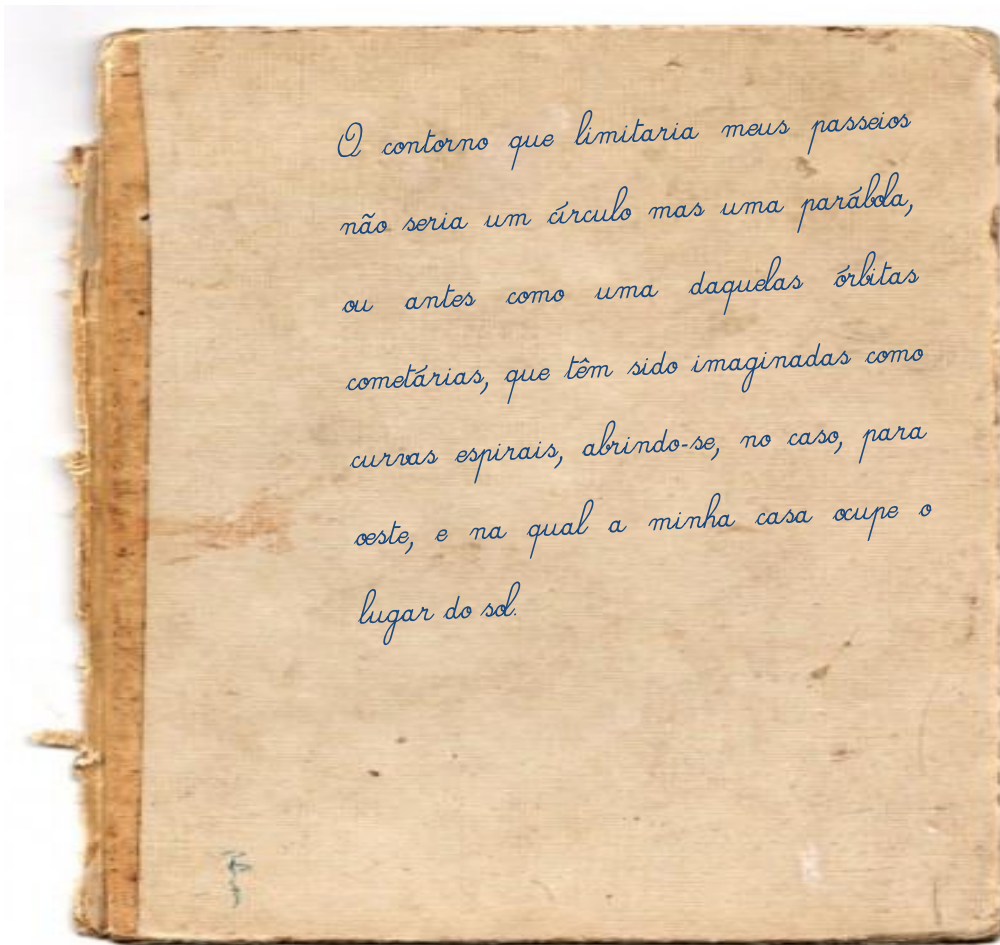 O contorno que limitaria meus passeios
não seria um círculo mas uma parábola,
ou antes como uma daquelas órbitas
cometárias, que têm sido imaginadas como
curvas espirais, abrindo-se, no caso, para
oeste, e na qual a minha casa ocupe o
lugar do sol.